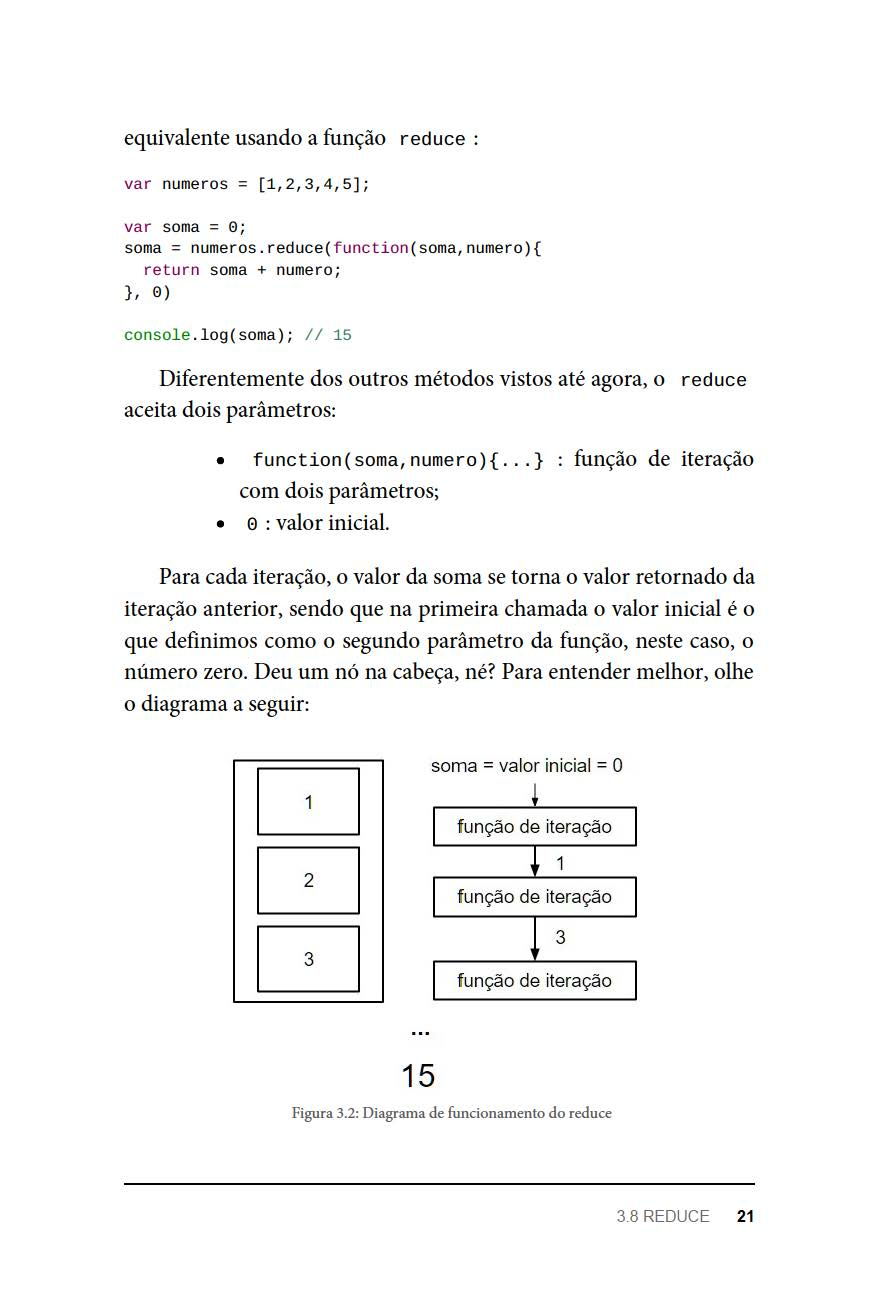 equivalente usando a função reduce :
var numeros = [1,2,3,4,5];
var soma = 0;
soma = numeros.reduce(function(soma,numero){
  return soma + numero;
}, 0)
console.log(soma); // 15
Diferentemente dos outros métodos vistos até agora, o reduce
aceita dois parâmetros:
• function(soma,numero){...} : função de iteração
com dois parâmetros;
• 0 : valor inicial.
Para cada iteração, o valor da soma se torna o valor retornado da
iteração anterior, sendo que na primeira chamada o valor inicial é o
que definimos como o segundo parâmetro da função, neste caso, o
número zero. Deu um nó na cabeça, né? Para entender melhor, olhe
o diagrama a seguir:
1
2
3
soma = valor inicial = 0
função de iteração
1
função de iteração
3
função de iteração
...
15
Figura 3.2: Diagrama de funcionamento do reduce
3.8 REDUCE 21